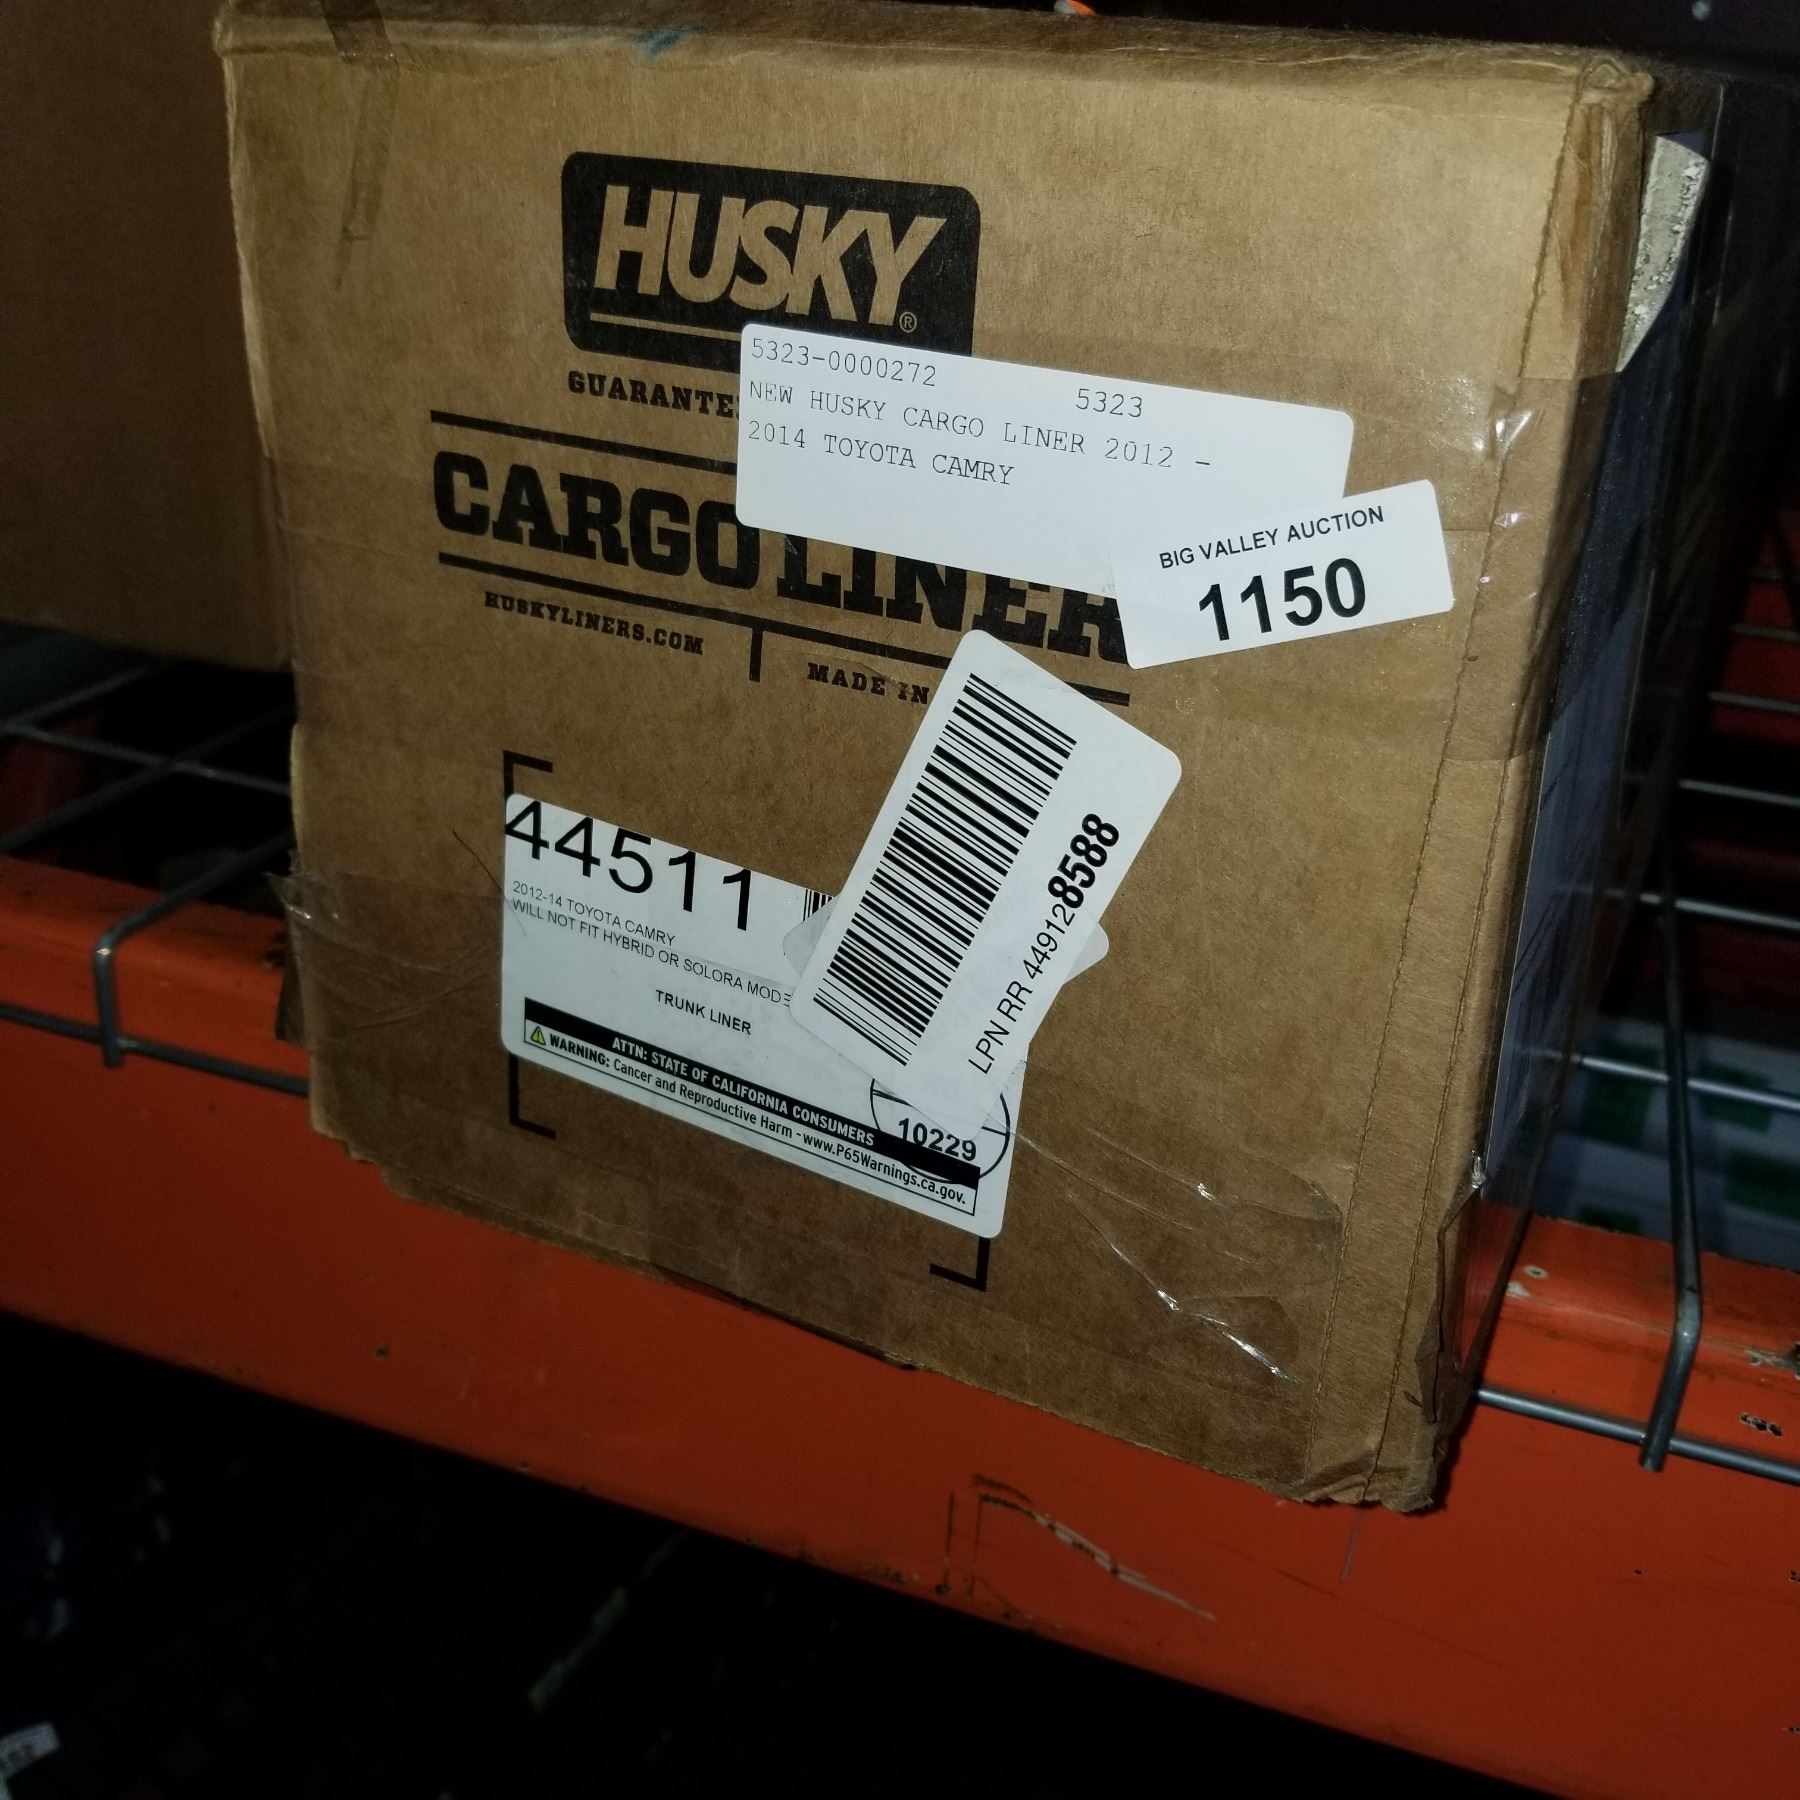 HUSKY®
GUARANTE
CARGO LINER
HUSKYLINERS.COM
MADE IN
5323-0000272 5323
NEW HUSKY CARGO LINER 2012 -
2014 TOYOTA CAMRY
BIG VALLEY AUCTION
1150
LPN RR 449128588
44511
2012-14 TOYOTA CAMRY
WILL NOT FIT HYBRID OR SOLORA MODE
TRUNK LINER
ATTN: STATE OF CALIFORNIA CONSUMERS
WARNING: Cancer and Reproductive Harm - www.P65Warnings.ca.gov.
10229